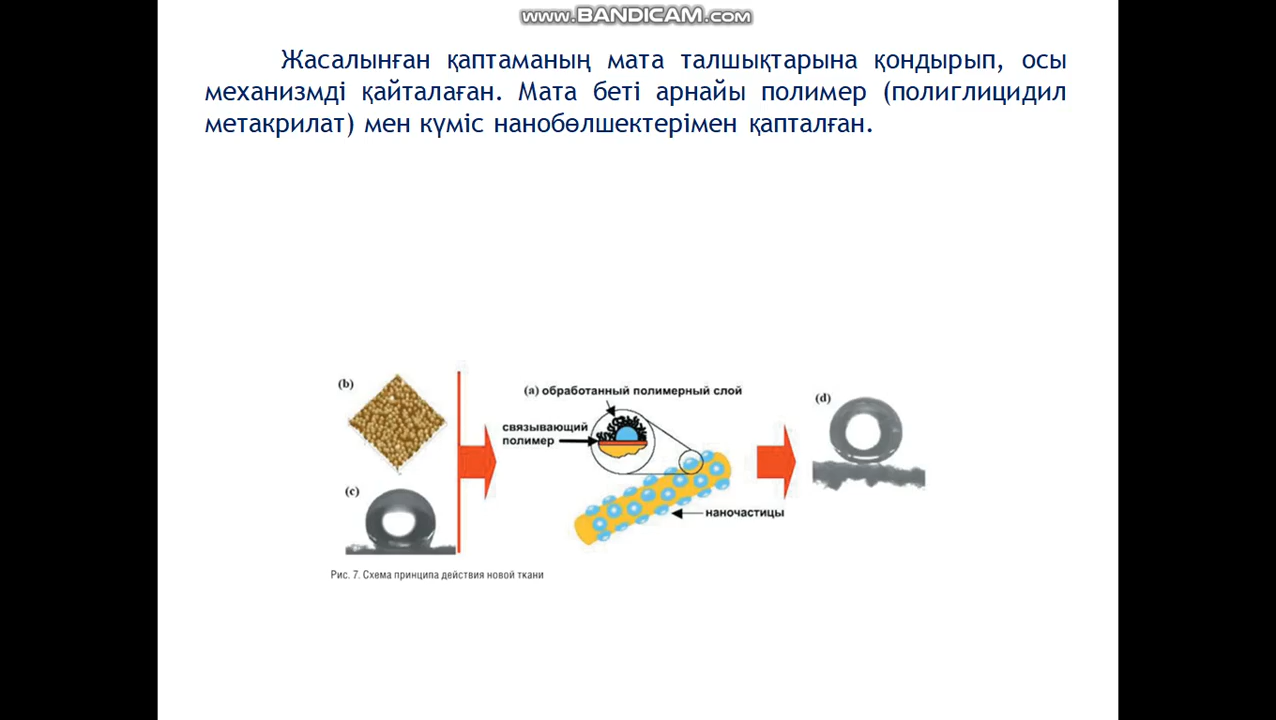 www.BANDICAM.com
Жасалынған қаптаманың мата талшықтарына қондырып, осы
механизмді қайталаған. Мата беті арнайы полимер (полиглицидил
метакрилат) мен күміс нанобөлшектерімен қапталған.
(b)
(a) обработанный полимерный слой
(d)
связывающий
полимер
(c)
наночастицы
Рис. 7. Схема принципа действия новой ткани